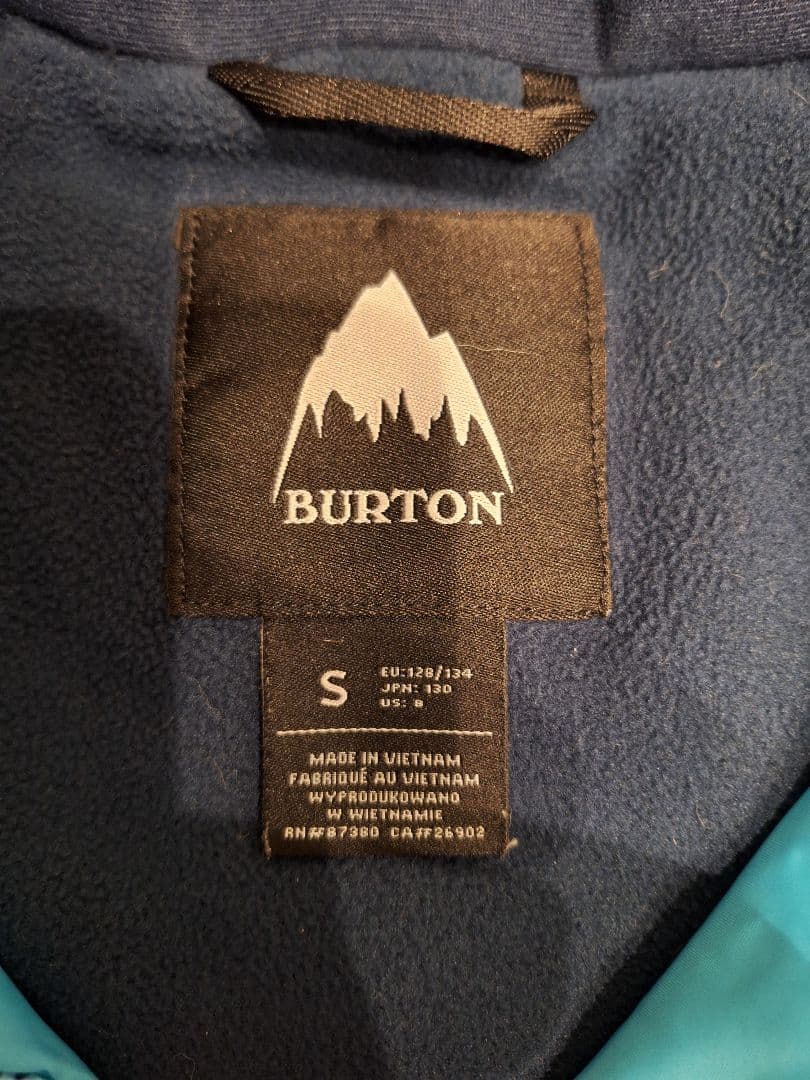 BURTON
S
EU:128/134
JPN: 130
US: 8
MADE IN VIETNAM
FABRIQUÉ AU VIETNAM
WYPRODUKOWANO
W WIETNAMIE
RN#87380 CA#26902